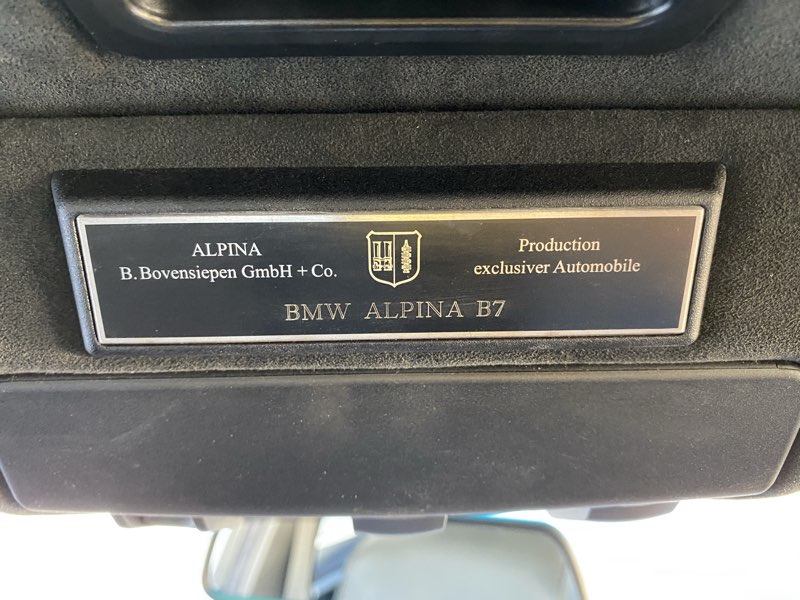 ALPINA
B. Bovensiepen GmbH + Co.
Production
exclusiver Automobile
BMW ALPINA B7